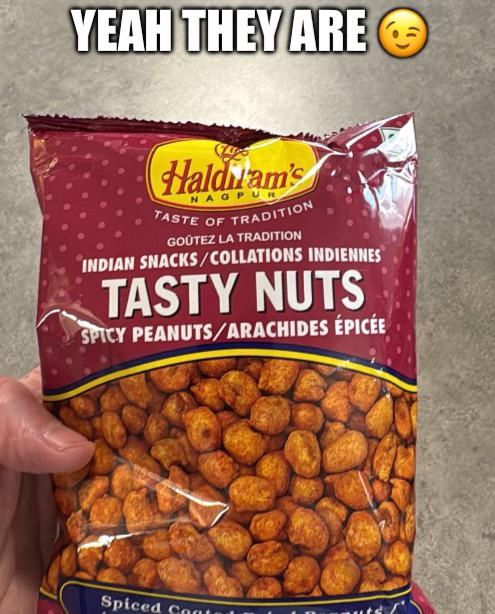 YEAH THEY ARE 😉
Haldiram's
NAGPUR
TASTE OF TRADITION
GOÛTEZ LA TRADITION
INDIAN SNACKS/COLLATIONS INDIENNES
TASTY NUTS
SPICY PEANUTS/ARACHIDES ÉPICÉE
Spiced Coated